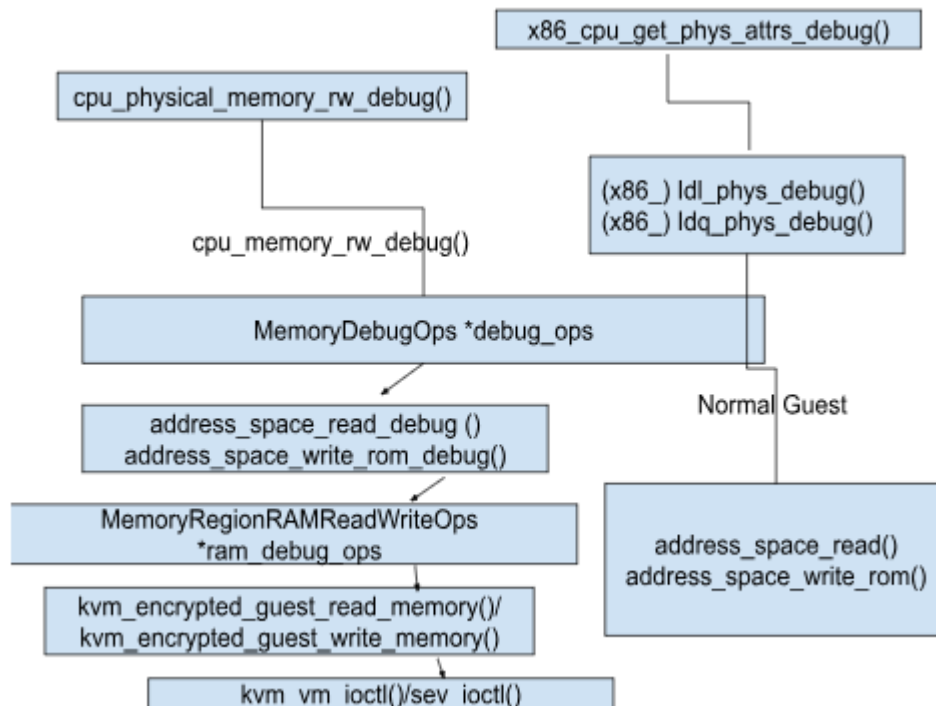 x86_cpu_get_phys_attrs_debug()
cpu_physical_memory_rw_debug()
(x86_) ldl_phys_debug()
(x86_) ldq_phys_debug()
cpu_memory_rw_debug()
MemoryDebugOps *debug_ops
Normal Guest
address_space_read_debug ()
address_space_write_rom_debug()
MemoryRegionRAMReadWriteOps
*ram_debug_ops
address_space_read()
address_space_write_rom()
kvm_encrypted_guest_read_memory()/
kvm_encrypted_guest_write_memory()
kvm_vm_ioctl()/sev_ioctl()